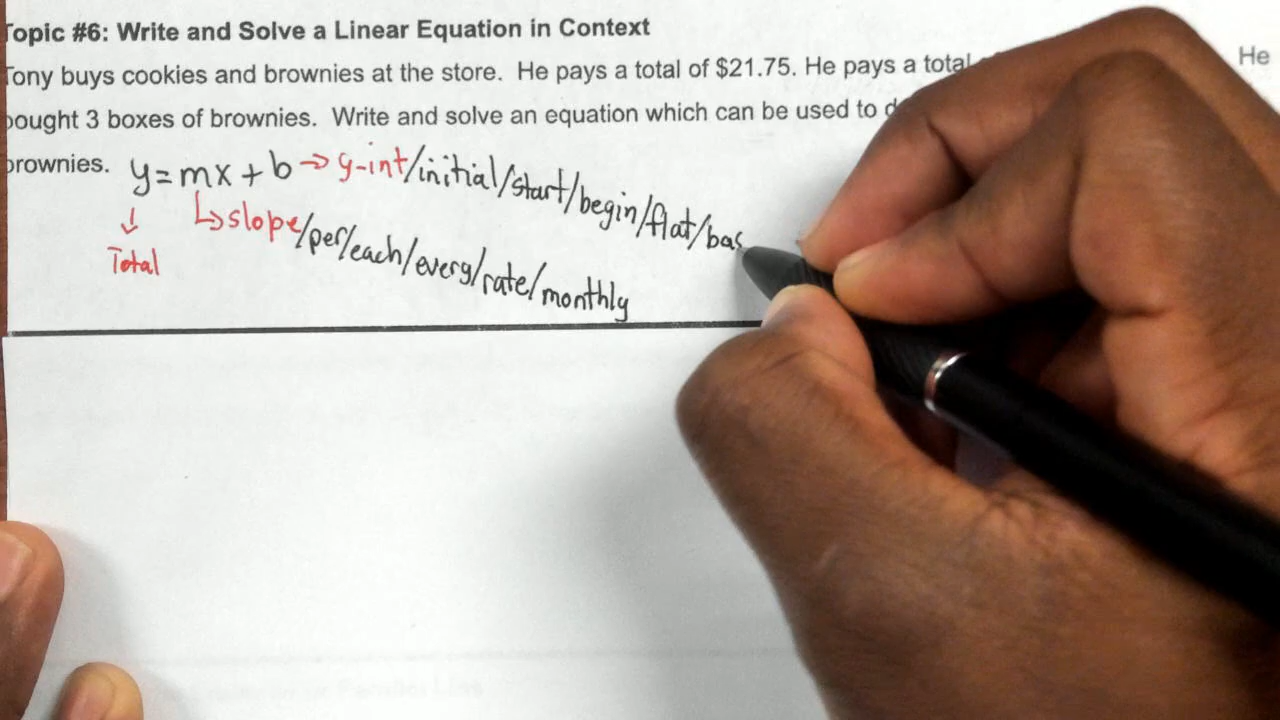 Topic #6: Write and Solve a Linear Equation in Context
Tony buys cookies and brownies at the store. He pays a total of $21.75. He pays a total He
bought 3 boxes of brownies. Write and solve an equation which can be used to
brownies.
y=mx+b→y-int/initial/start/begin/flat/bas
↓ ↳slope/per/each/every/rate/monthly
Total